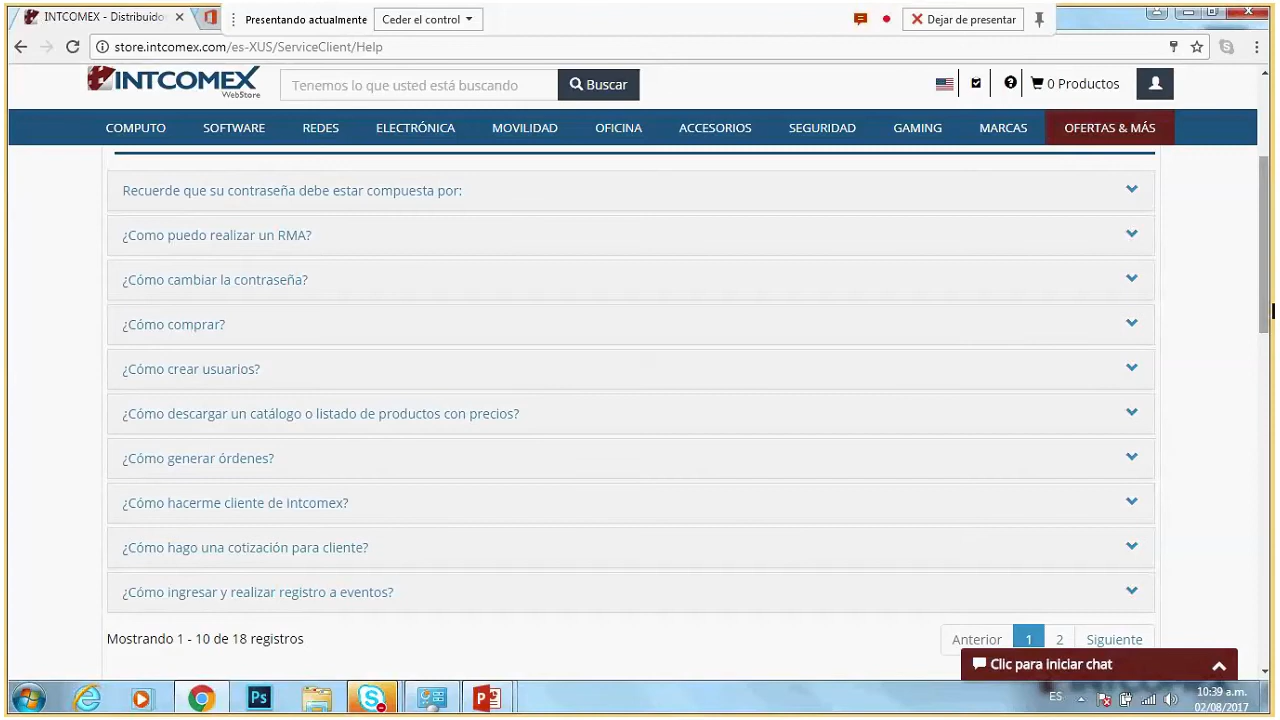 INTCOMEX - Distribuido
Presentando actualmente
Ceder el control
Dejar de presentar
store.intcomex.com/es-XUS/ServiceClient/Help
INTCOMEX
WebStore
Tenemos lo que usted está buscando
Buscar
0 Productos
COMPUTO SOFTWARE REDES ELECTRÓNICA MOVILIDAD OFICINA ACCESORIOS SEGURIDAD GAMING MARCAS OFERTAS & MÁS
Recuerde que su contraseña debe estar compuesta por:
¿Como puedo realizar un RMA?
¿Cómo cambiar la contraseña?
¿Cómo comprar?
¿Cómo crear usuarios?
¿Cómo descargar un catálogo o listado de productos con precios?
¿Cómo generar órdenes?
¿Cómo hacerme cliente de intcomex?
¿Cómo hago una cotización para cliente?
¿Cómo ingresar y realizar registro a eventos?
Mostrando 1 - 10 de 18 registros
Anterior 1 2 Siguiente
Clic para iniciar chat
Ps
ES
10:39 a.m.
02/08/2017